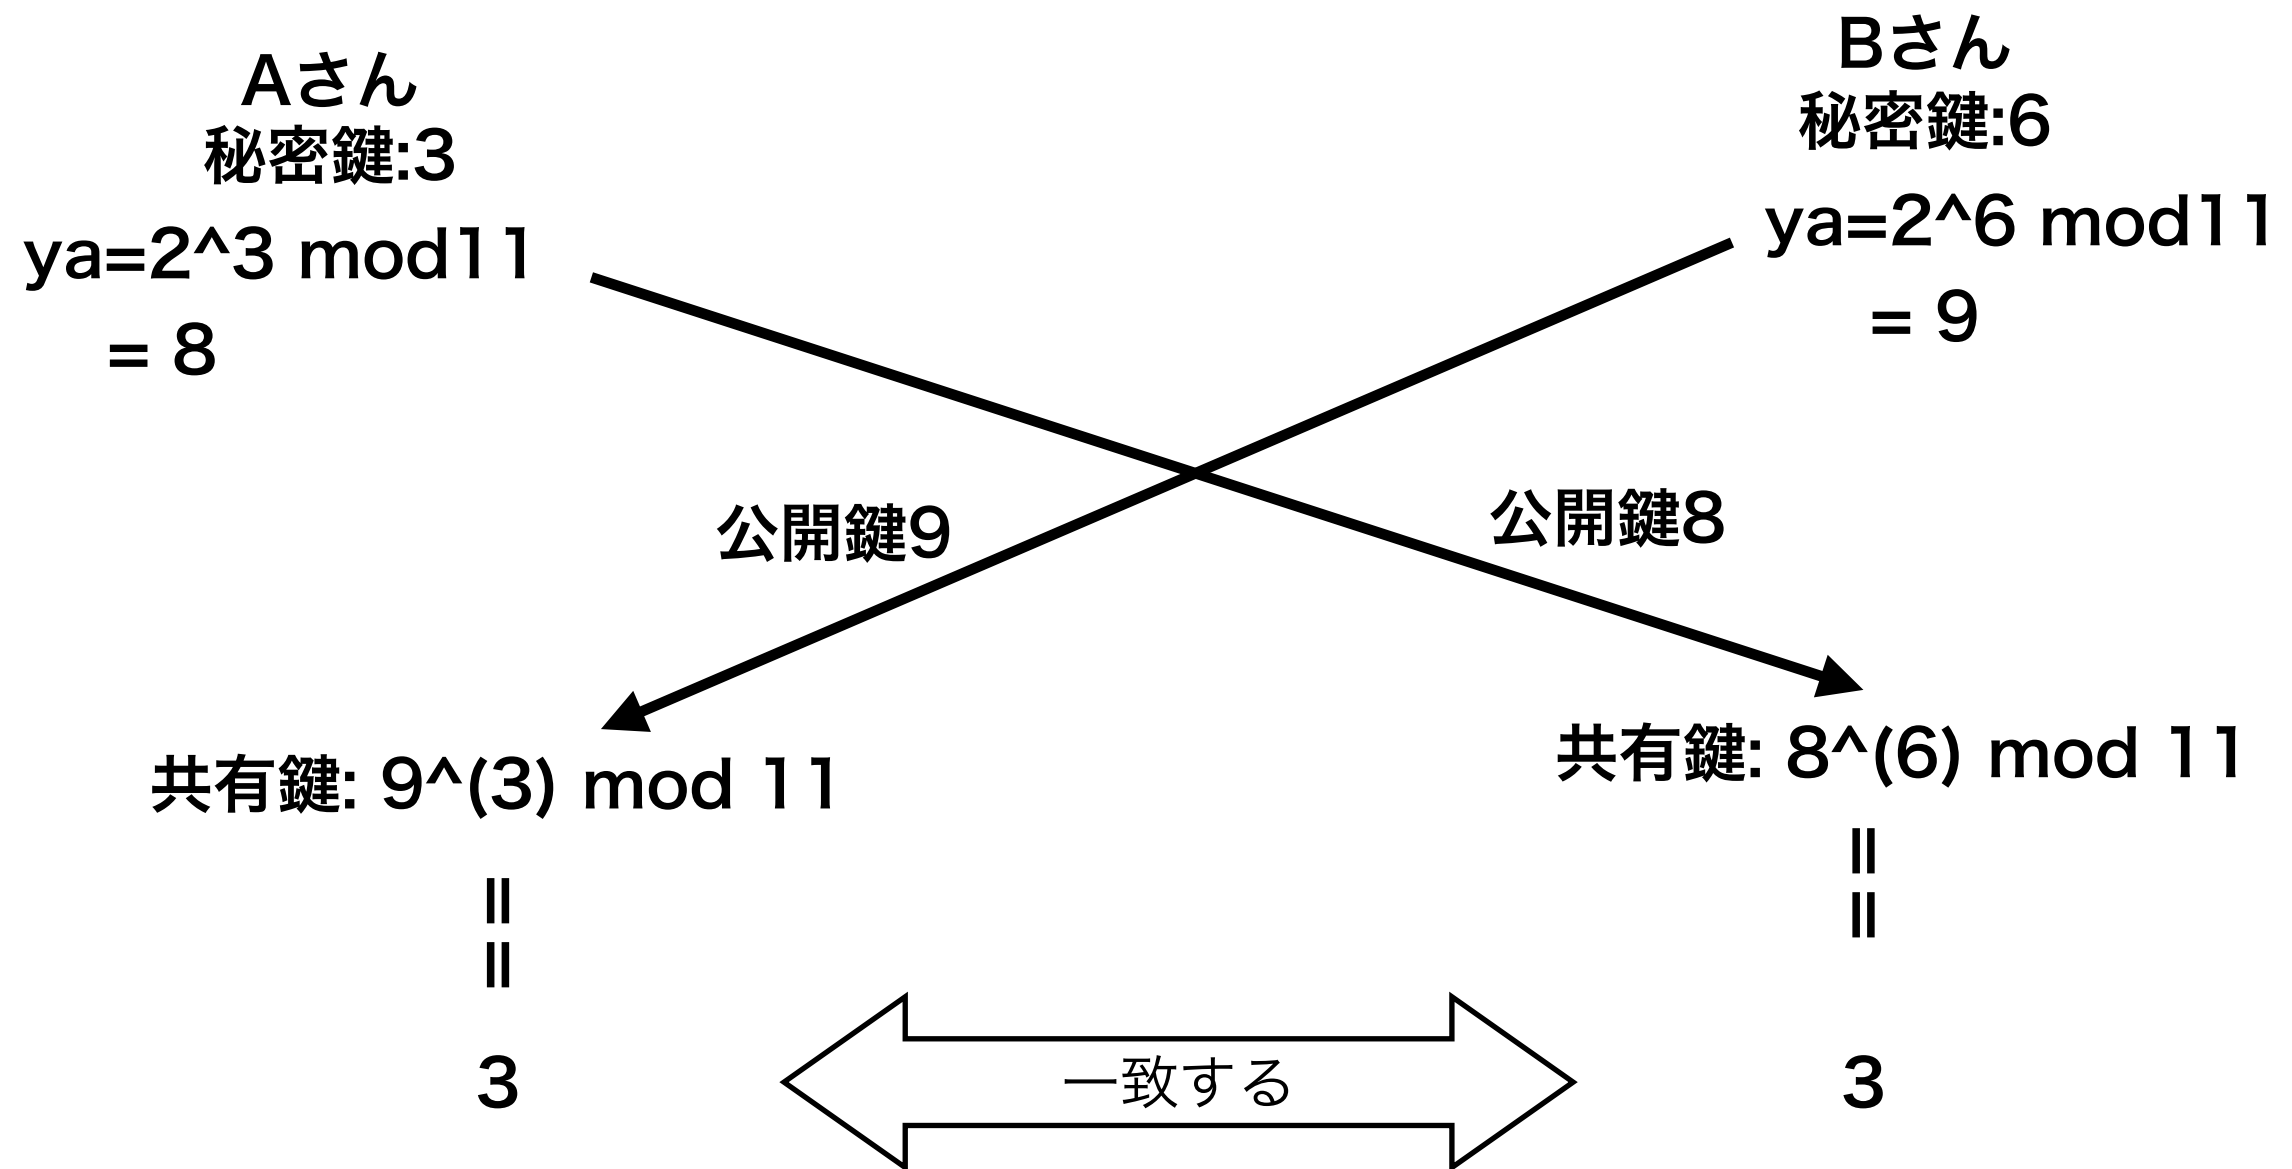 Aさん
秘密鍵:3
ya=2^3 mod11
= 8
Bさん
秘密鍵:6
ya=2^6 mod11
= 9
公開鍵9
公開鍵8
共有鍵: 9^(3) mod 11
==
3
共有鍵: 8^(6) mod 11
==
3
一致する